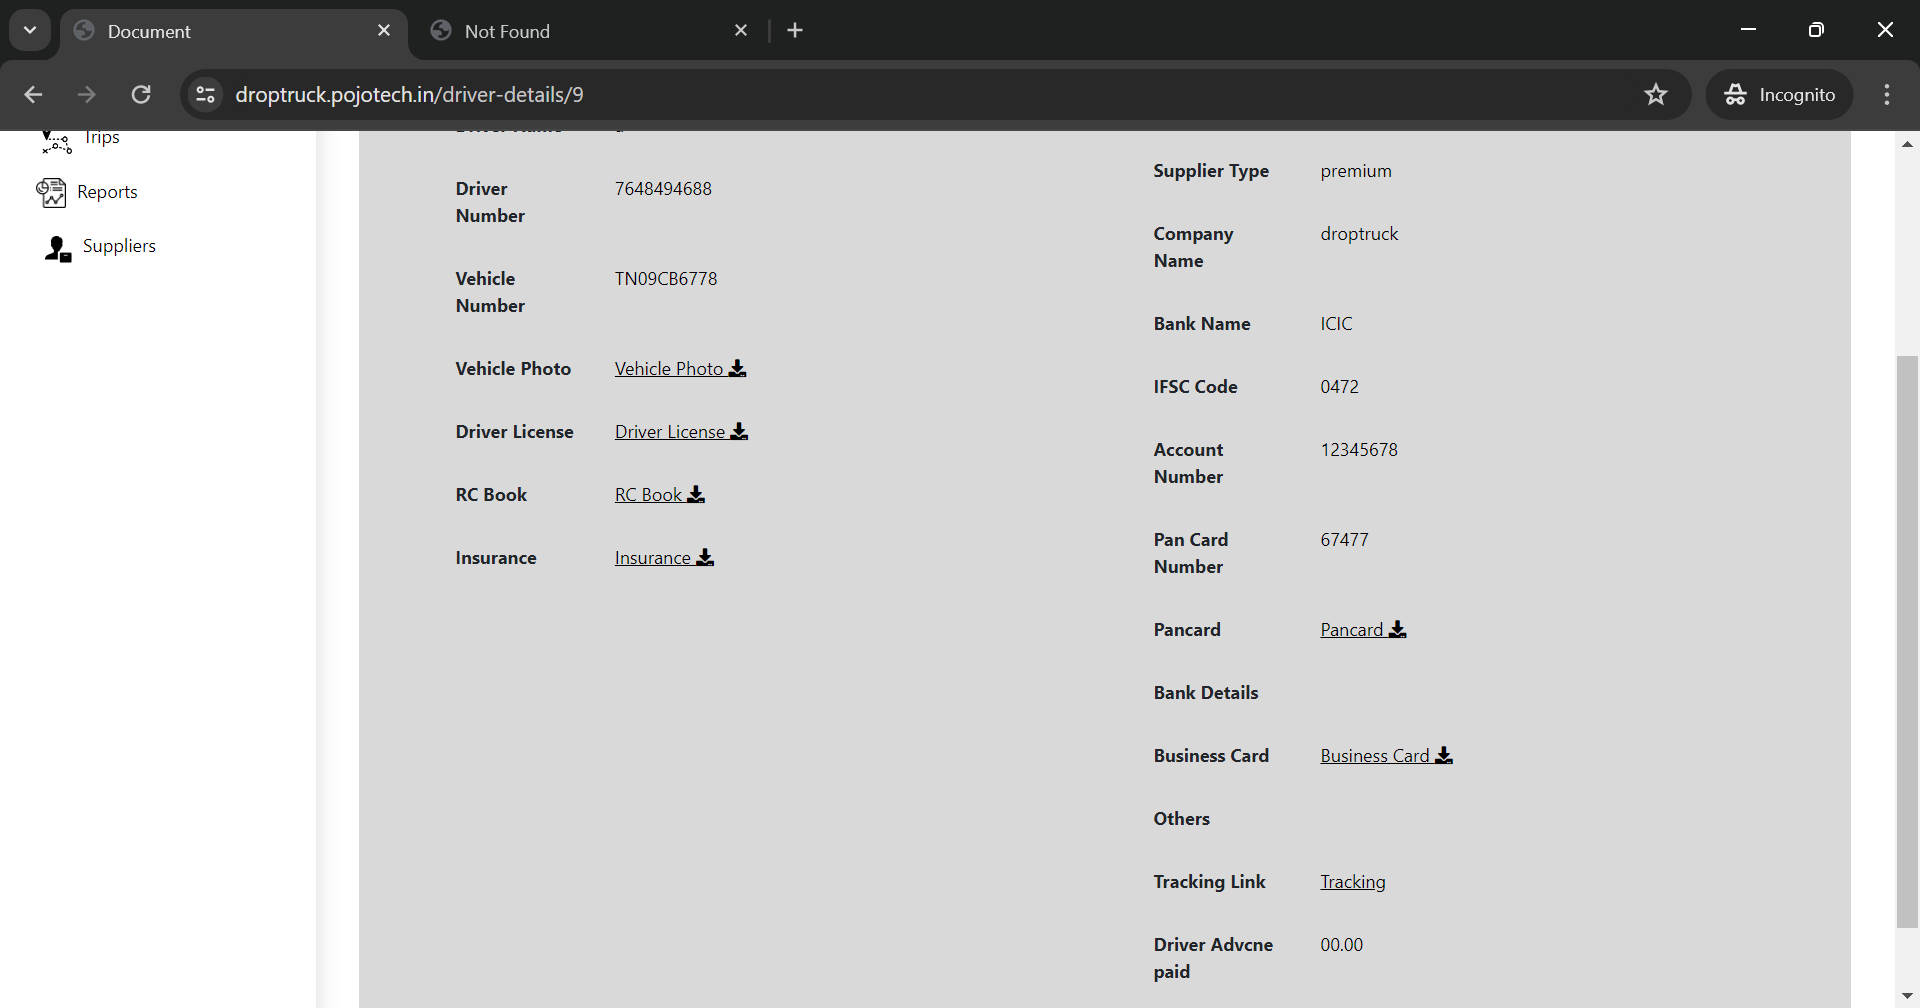 Document
Not Found
droptruck.pojotech.in/driver-details/9
Incognito
Trips
Reports
Suppliers
Driver
Number
7648494688
Vehicle
Number
TN09CB6778
Vehicle Photo
Vehicle Photo
Driver License
Driver License
RC Book
RC Book
Insurance
Insurance
Supplier Type
premium
Company
Name
droptruck
Bank Name
ICIC
IFSC Code
0472
Account
Number
12345678
Pan Card
Number
67477
Pancard
Pancard
Bank Details
Business Card
Business Card
Others
Tracking Link
Tracking
Driver Advcne
paid
00.00